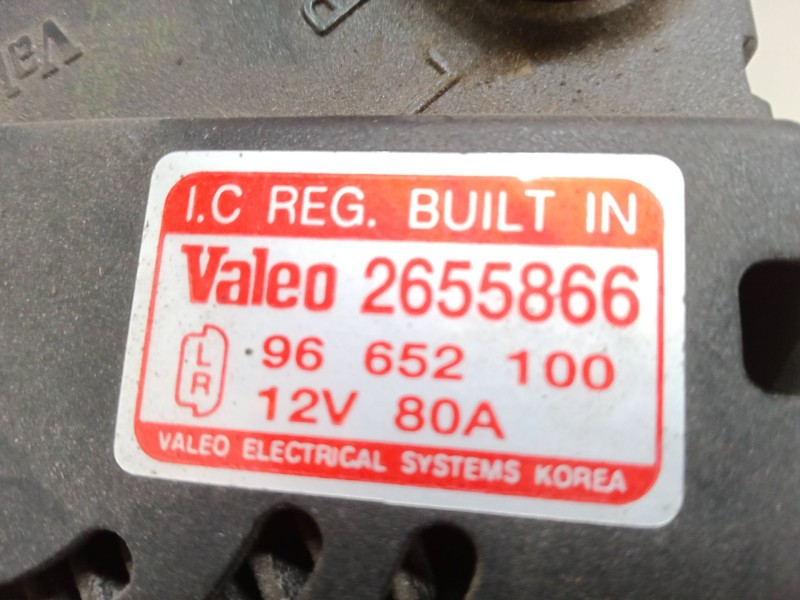 I.C REG. BUILT IN
Valeo 2655866
L 96 652 100
R 12V 80A
VALEO ELECTRICAL SYSTEMS KOREA